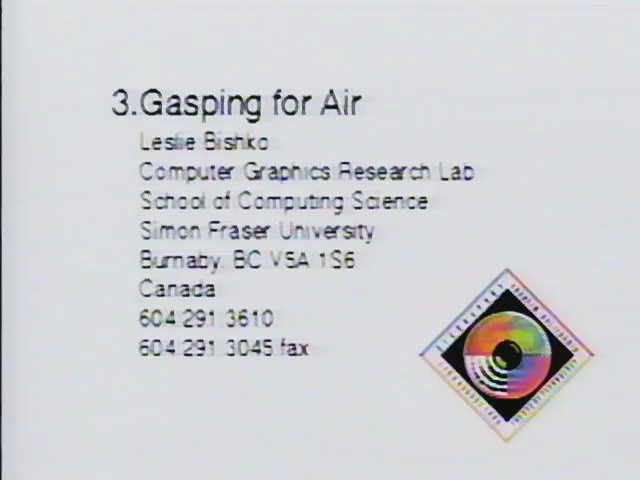 3.Gasping for Air
Leslie Bishko
Computer Graphics Research Lab
School of Computing Science
Simon Fraser University
Burnaby, BC V5A 1S6
Canada
604.291.3610
604.291.3045 fax